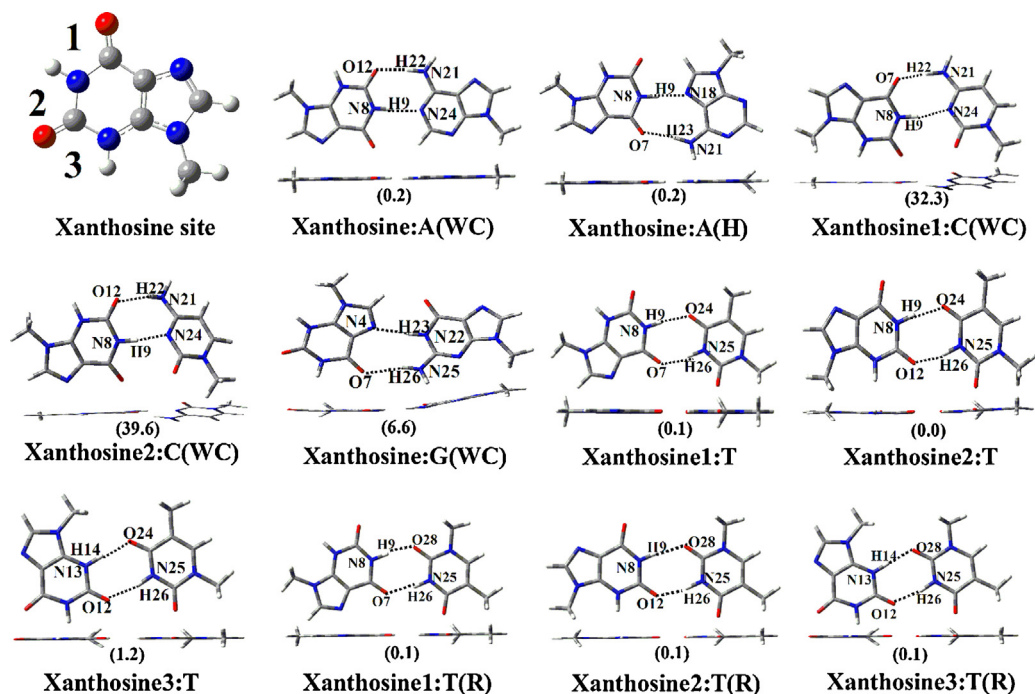 1
2
3
Xanthosine site
O12 H22
N21
N8 H9
N24
(0.2)
Xanthosine:A(WC)
H9
N8 N18
O7 H23
N21
(0.2)
Xanthosine:A(H)
O7 H22
N21
N8 N24
H9
(32.3)
Xanthosine1:C(WC)
O12 H22
N21
N24
N8 H9
(39.6)
Xanthosine2:C(WC)
N4
H23 N22
O7 H26
N25
(6.6)
Xanthosine:G(WC)
H9 O24
N8
N25
O7 H26
(0.1)
Xanthosine1:T
H9 O24
N8
N25
O12 H26
(0.0)
Xanthosine2:T
O24
H14
N13 N25
O12 H26
(1.2)
Xanthosine3:T
H9 O28
N8
N25
O7 H26
(0.1)
Xanthosine1:T(R)
H9 O28
N8
N25
O12 H26
(0.1)
Xanthosine2:T(R)
H14 O28
N13 N25
O12 H26
(0.1)
Xanthosine3:T(R)